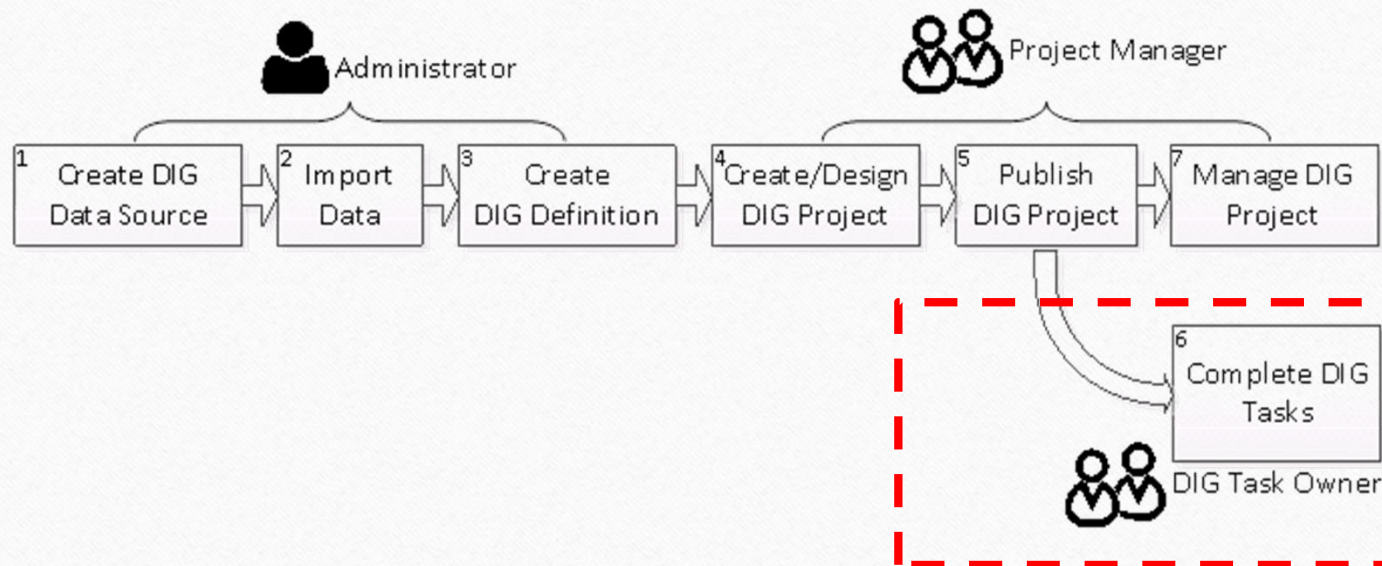 Administrator
Project Manager
1
Create DIG
Data Source
2
Import
Data
3
Create
DIG Definition
4
Create/Design
DIG Project
5
Publish
DIG Project
7
Manage DIG
Project
6
Complete DIG
Tasks
DIG Task Owner